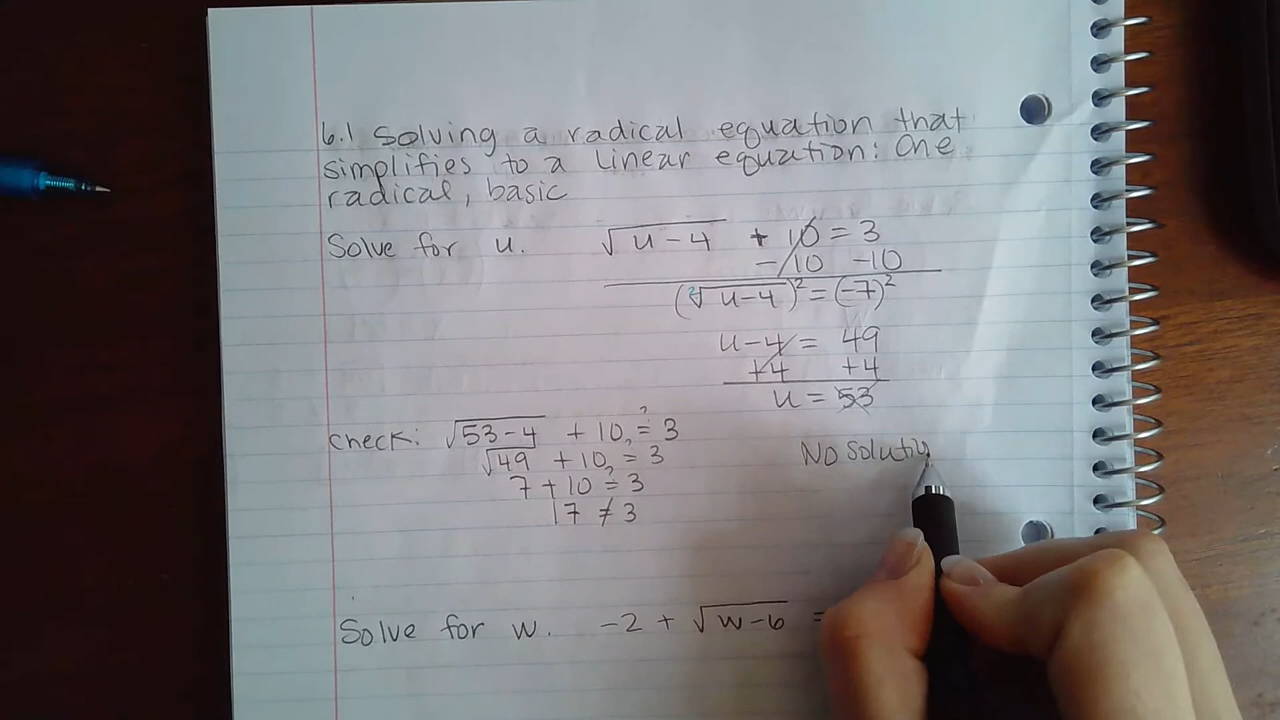 6.1 Solving a radical equation that
simplifies to a linear equation: One
radical, basic
Solve for u. √(u-4) + 10 = 3
-10 -10
(²√(u-4))² = (-7)²
u-4 = 49
+4 +4
u = 53
check: √(53-4) + 10 ?= 3
√49 + 10 ?= 3
7 + 10 ?= 3
17 ≠ 3
No solutio
Solve for w. -2 + √(w-6) =